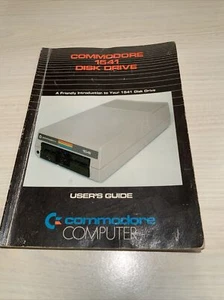 COMMODORE
1541
DISK DRIVE
A Friendly Introduction to Your 1541 Disk Drive
USER'S GUIDE
commodore
COMPUTER